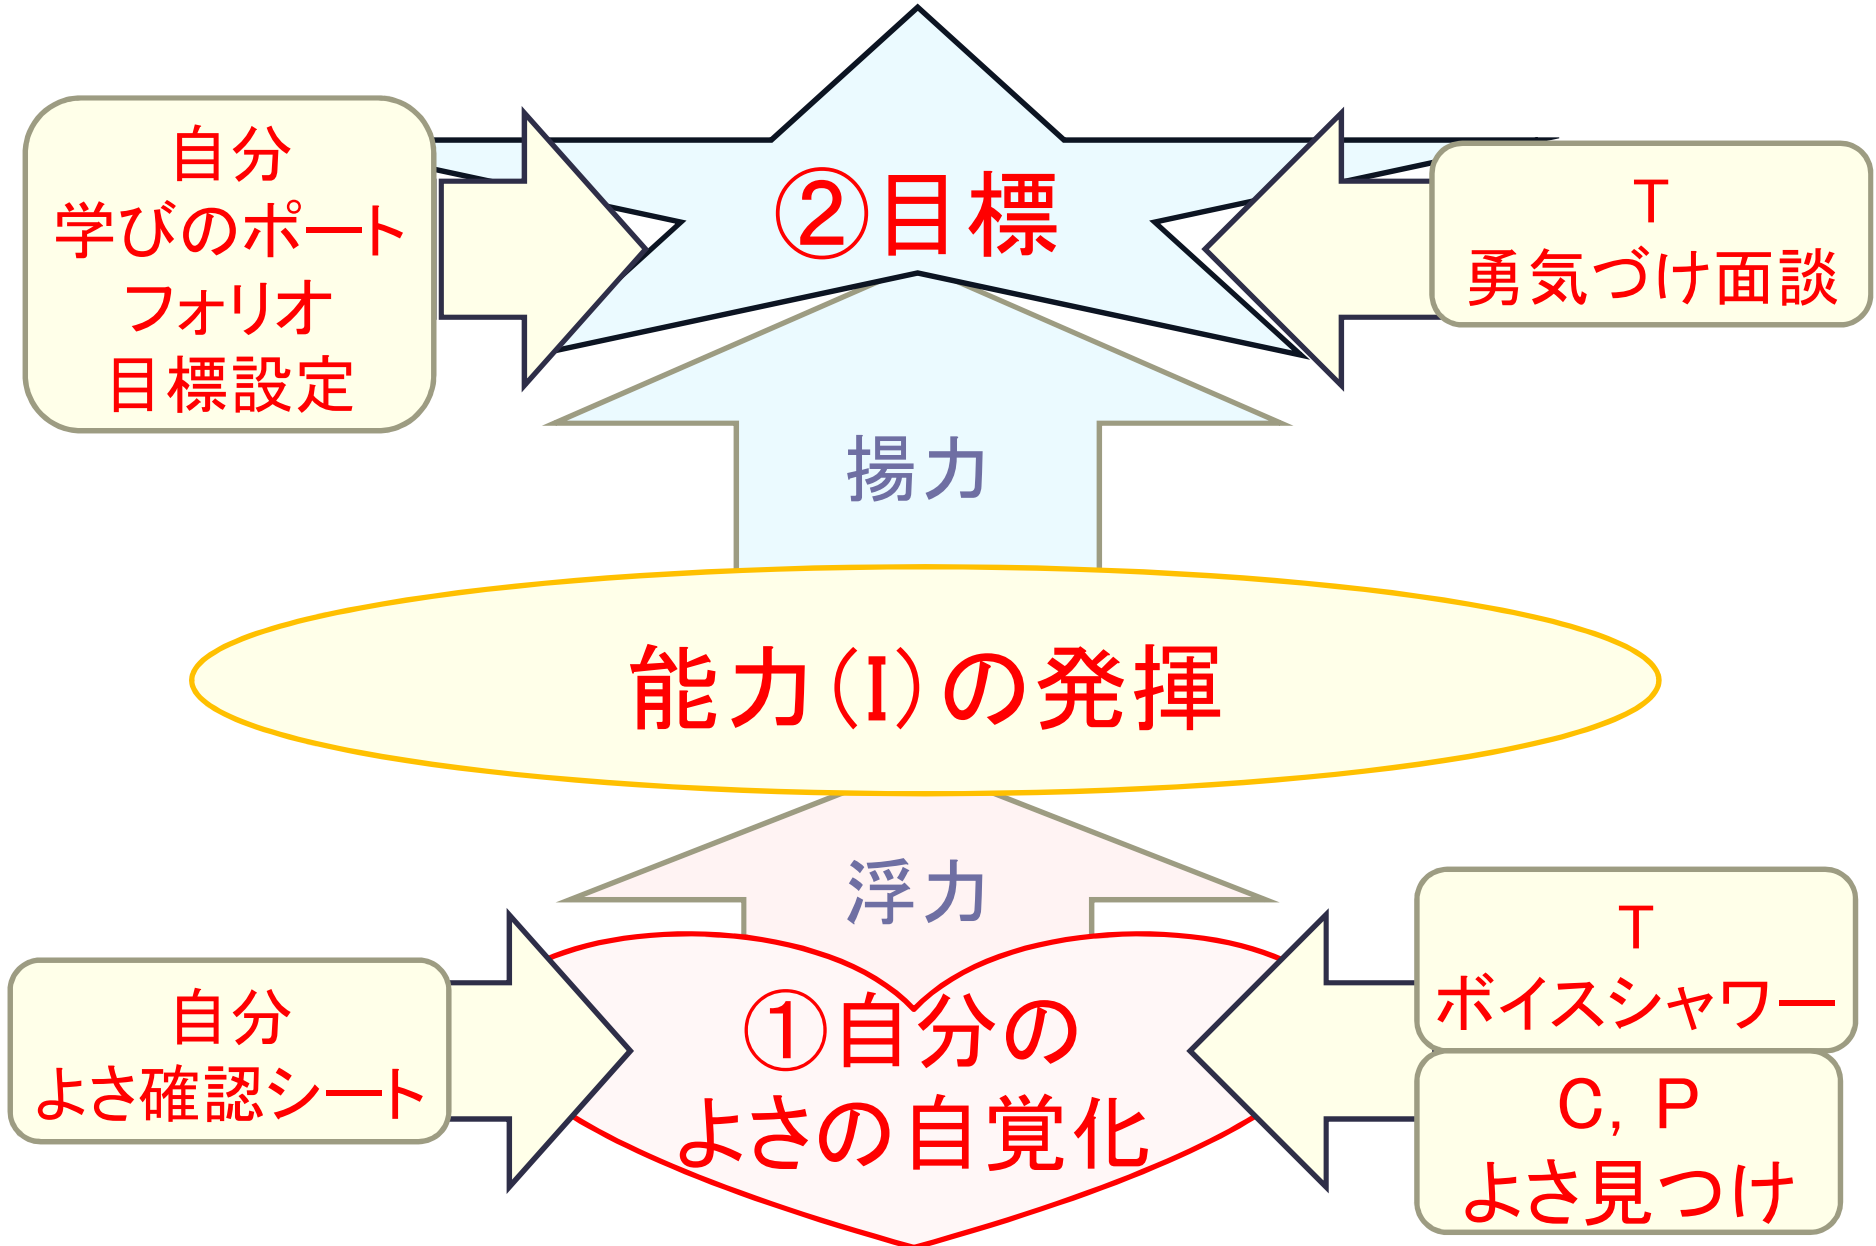 ②目標
自分
学びのポート
フォリオ
目標設定
T
勇気づけ面談
揚力
能力(I)の発揮
浮力
①自分の
よさの自覚化
自分
よさ確認シート
T
ボイスシャワー
C, P
よさ見つけ